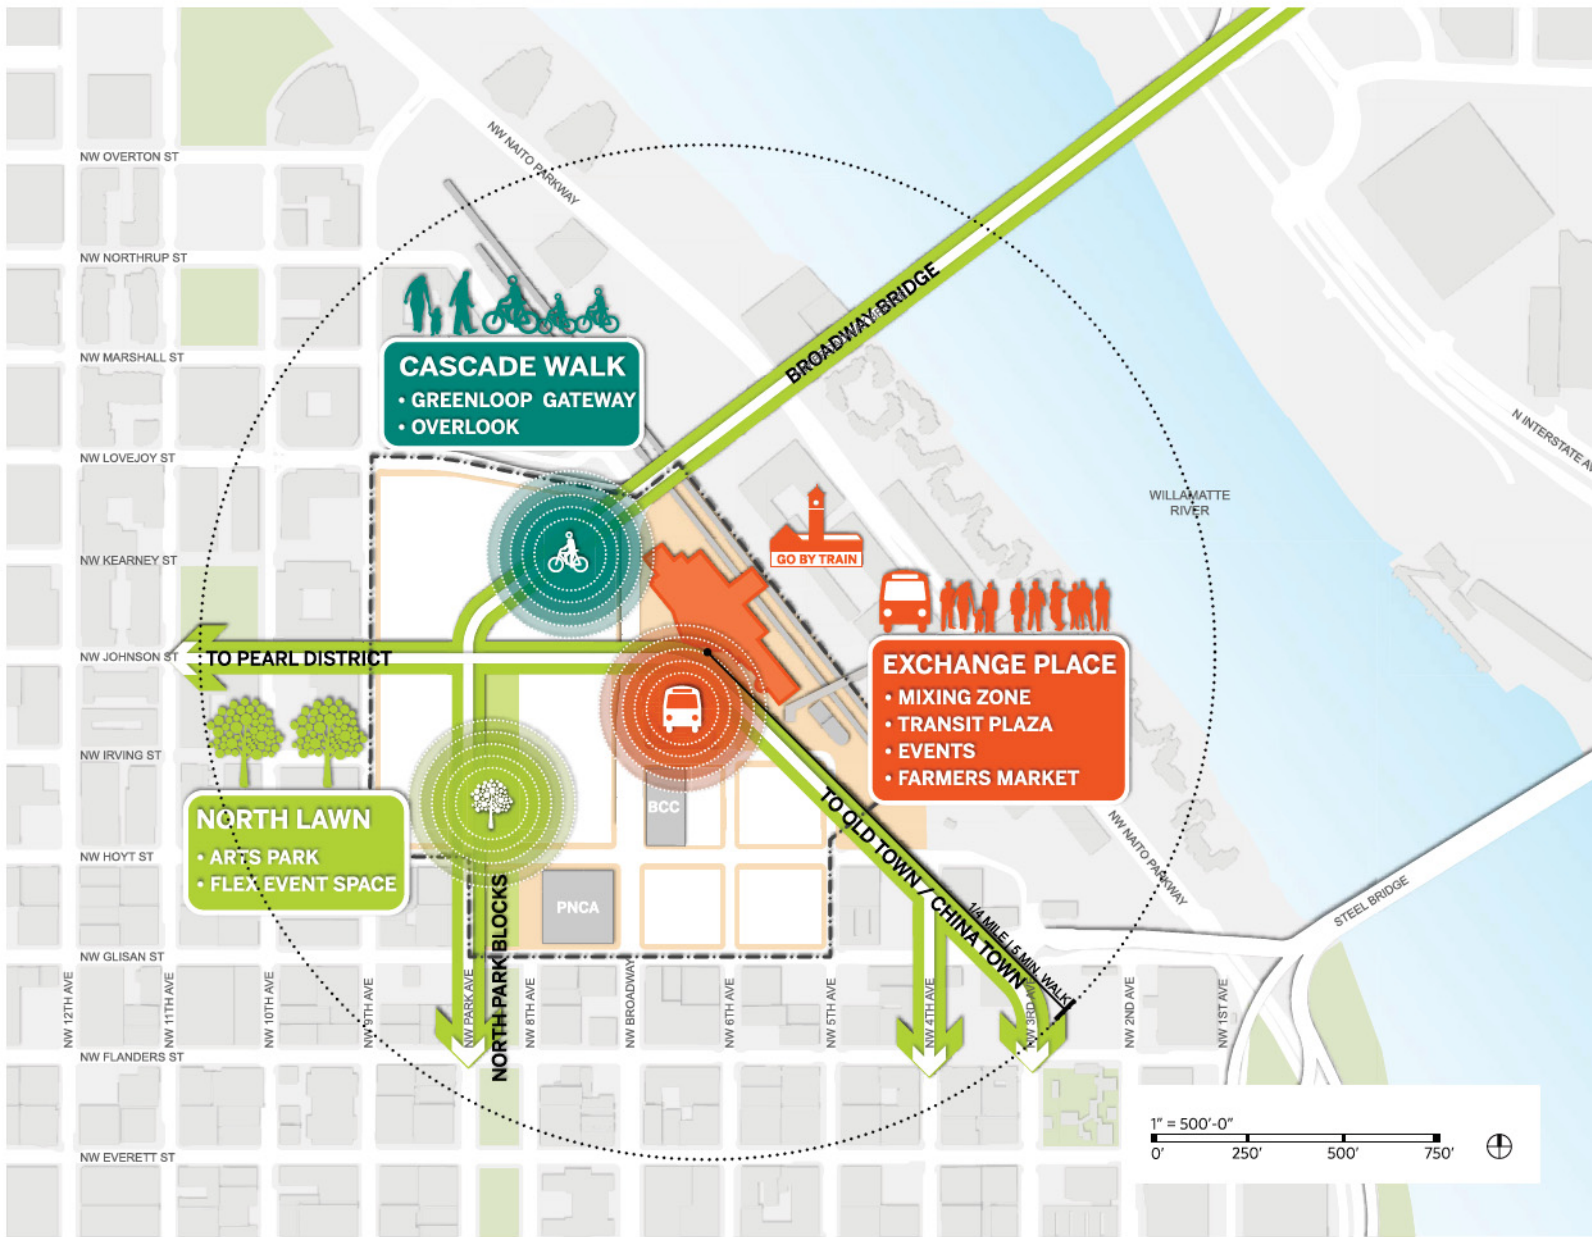 NW OVERTON ST
NW NAITO PARKWAY
NW NORTHRUP ST
BROADWAY BRIDGE
NW MARSHALL ST
CASCADE WALK
• GREENLOOP GATEWAY
• OVERLOOK
N INTERSTATE AV
NW LOVEJOY ST
WILLAMATTE
RIVER
NW KEARNEY ST
GO BY TRAIN
NW JOHNSON ST
TO PEARL DISTRICT
EXCHANGE PLACE
• MIXING ZONE
• TRANSIT PLAZA
• EVENTS
• FARMERS MARKET
NW IRVING ST
BCC
TO OLD TOWN / CHINA TOWN
NW NAITO PARKWAY
NORTH LAWN
• ARTS PARK
• FLEX EVENT SPACE
NW HOYT ST
PNCA
NORTH PARK BLOCKS
1/4 MILE | 5 MIN. WALK
STEEL BRIDGE
NW GLISAN ST
NW 12TH AVE
NW 11TH AVE
NW 10TH AVE
NW 9TH AVE
NW PARK AVE
NW 8TH AVE
NW BROADWAY
NW 6TH AVE
NW 5TH AVE
NW 4TH AVE
NW 3RD AVE
NW 2ND AVE
NW 1ST AVE
NW FLANDERS ST
1" = 500'-0"
0' 250' 500' 750'
NW EVERETT ST